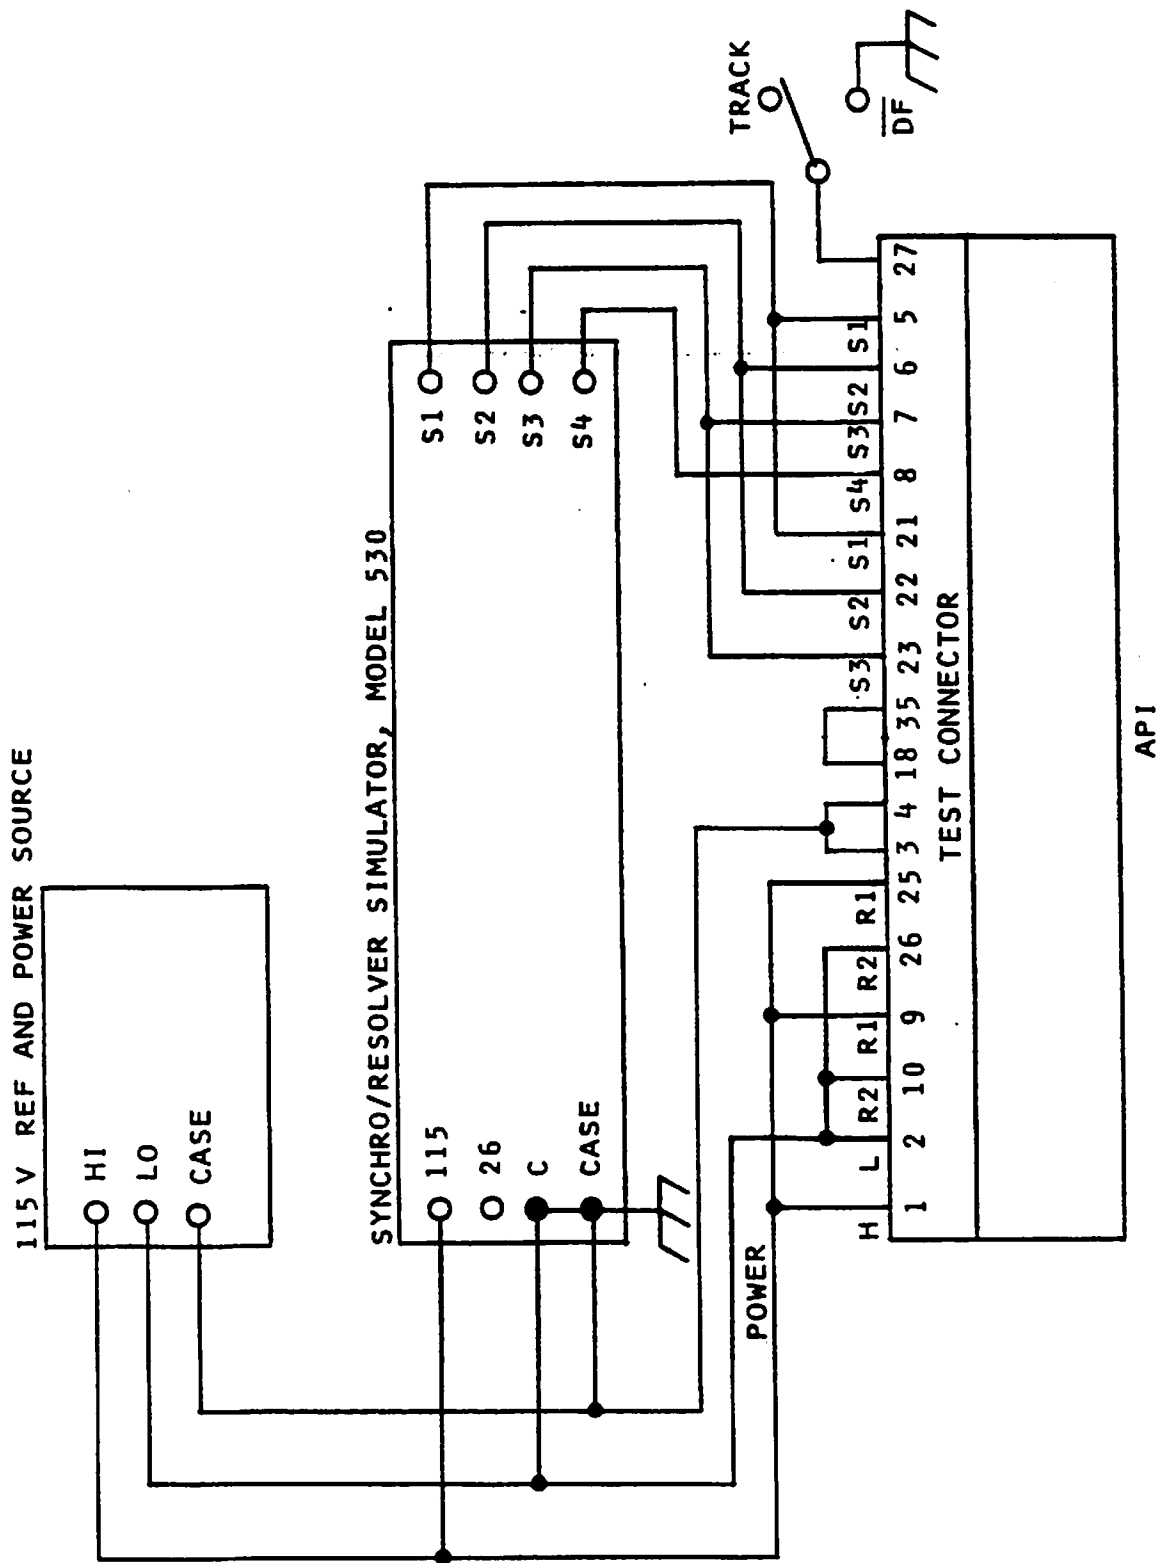 115 V REF AND POWER SOURCE
HI
LO
CASE
SYNCHRO/RESOLVER SIMULATOR, MODEL 530
115
26
C
CASE
S1
S2
S3
S4
TRACK
DF
POWER
H L R2 R1 R2 R1 S3 S2 S1 S4 S3 S2 S1
1 2 10 9 26 25 3 4 18 35 23 22 21 8 7 6 5 27
TEST CONNECTOR
API